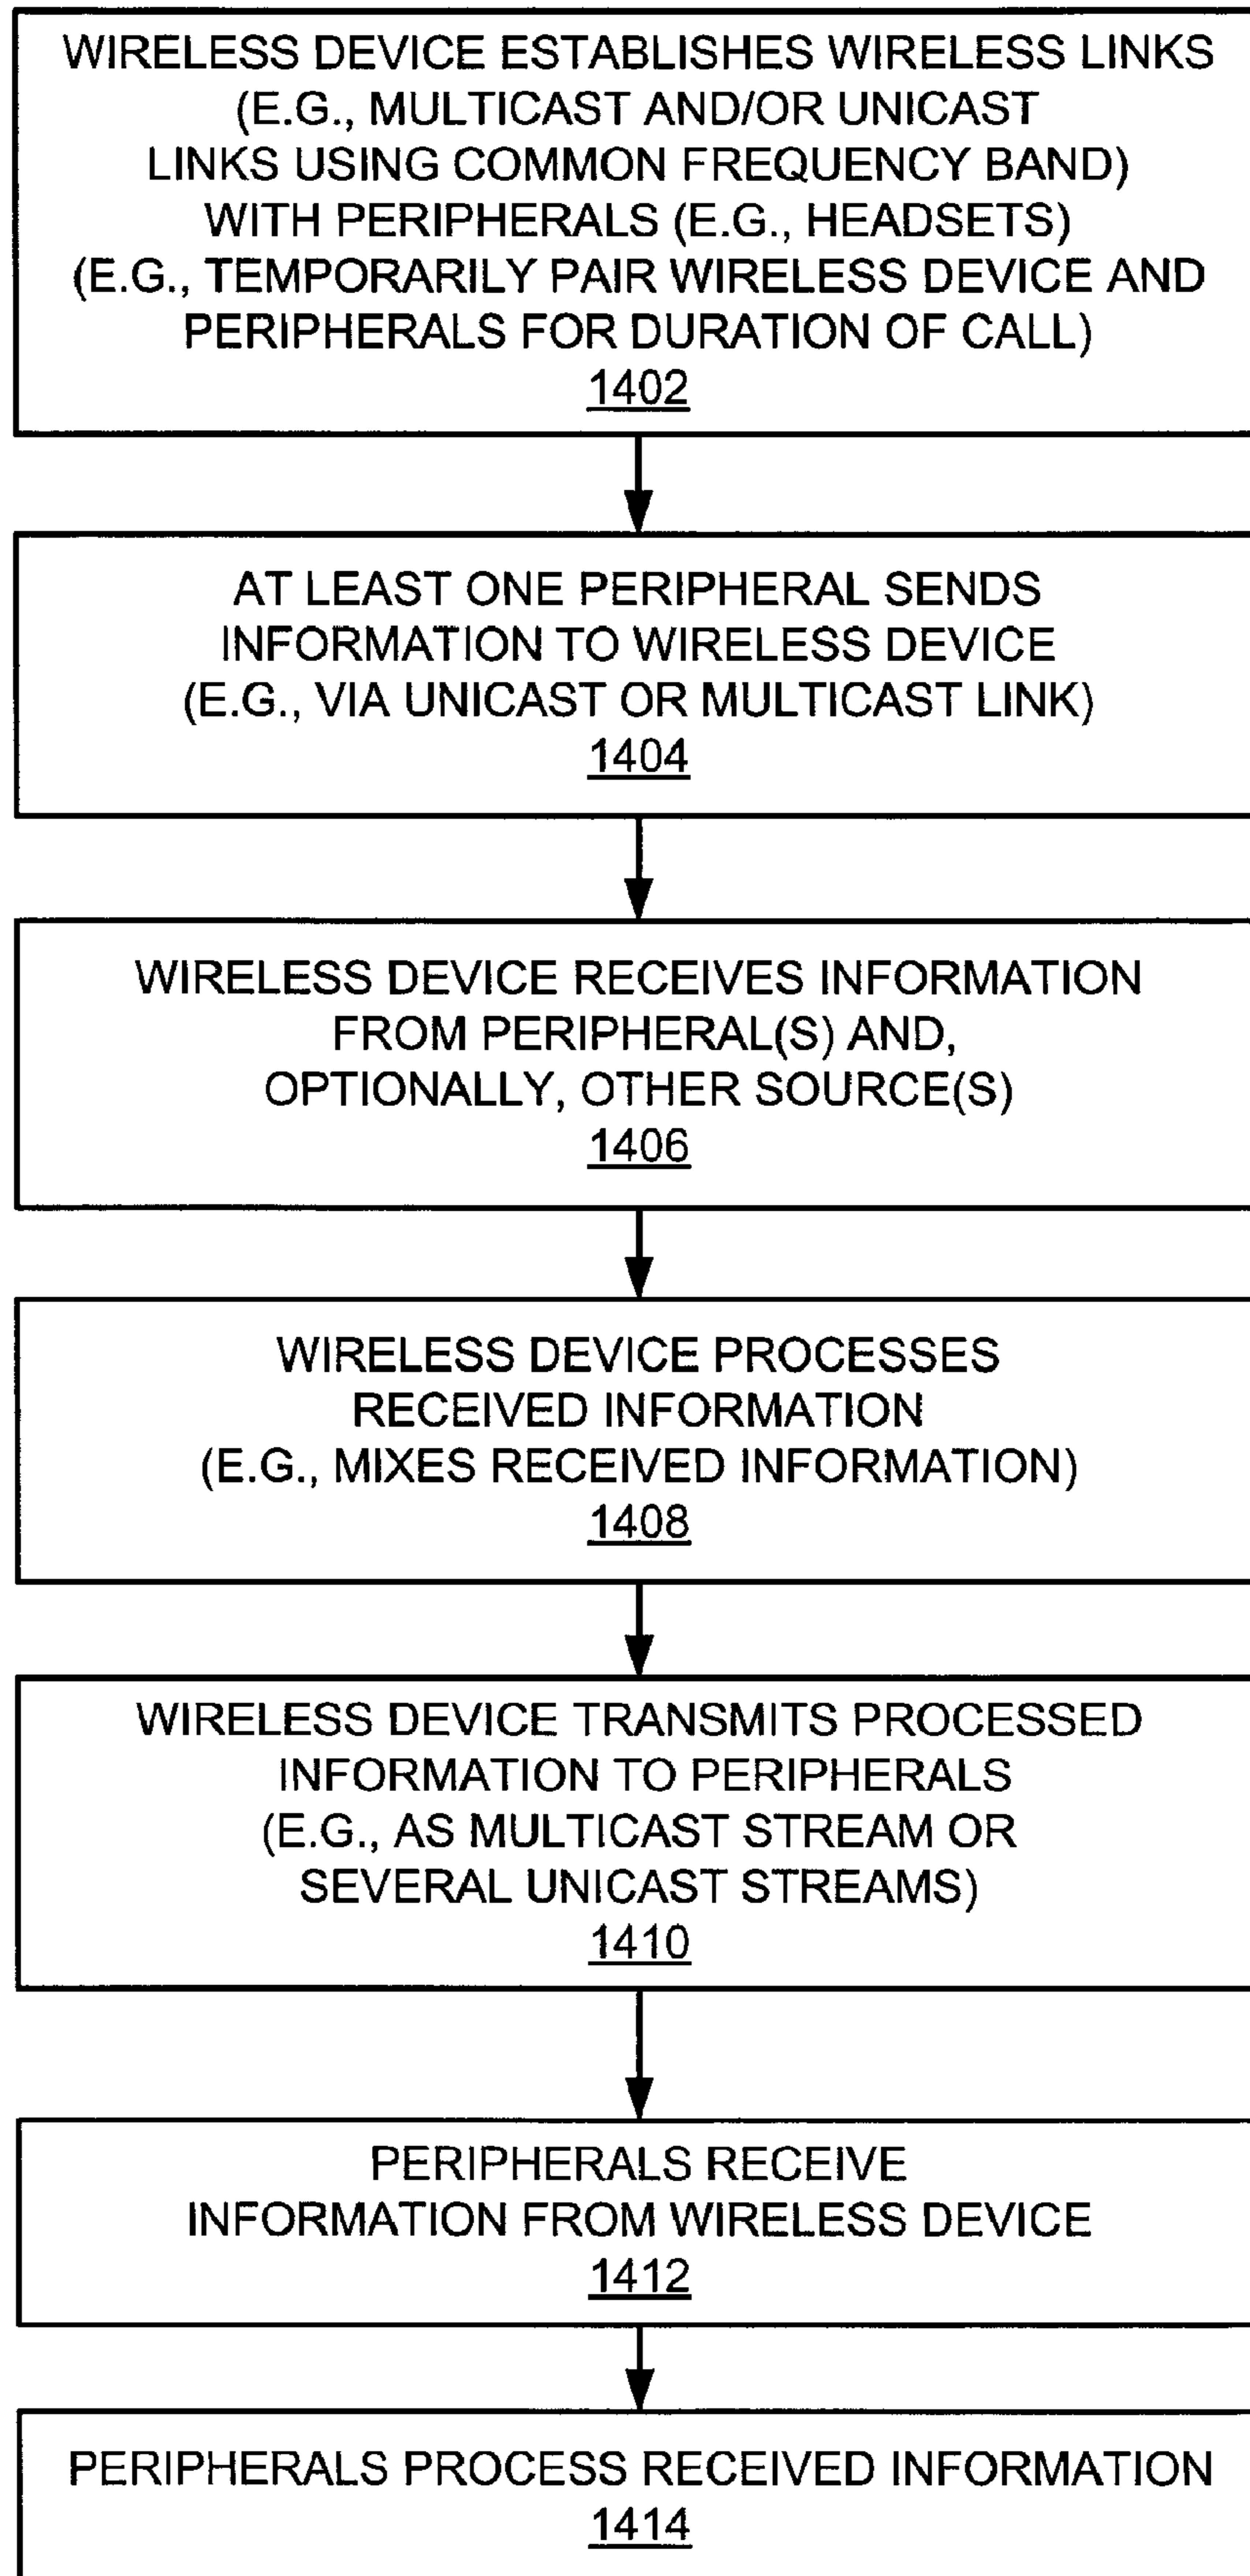 WIRELESS DEVICE ESTABLISHES WIRELESS LINKS
(E.G., MULTICAST AND/OR UNICAST
LINKS USING COMMON FREQUENCY BAND)
WITH PERIPHERALS (E.G., HEADSETS)
(E.G., TEMPORARILY PAIR WIRELESS DEVICE AND
PERIPHERALS FOR DURATION OF CALL)
1402
AT LEAST ONE PERIPHERAL SENDS
INFORMATION TO WIRELESS DEVICE
(E.G., VIA UNICAST OR MULTICAST LINK)
1404
WIRELESS DEVICE RECEIVES INFORMATION
FROM PERIPHERAL(S) AND,
OPTIONALLY, OTHER SOURCE(S)
1406
WIRELESS DEVICE PROCESSES
RECEIVED INFORMATION
(E.G., MIXES RECEIVED INFORMATION)
1408
WIRELESS DEVICE TRANSMITS PROCESSED
INFORMATION TO PERIPHERALS
(E.G., AS MULTICAST STREAM OR
SEVERAL UNICAST STREAMS)
1410
PERIPHERALS RECEIVE
INFORMATION FROM WIRELESS DEVICE
1412
PERIPHERALS PROCESS RECEIVED INFORMATION
1414